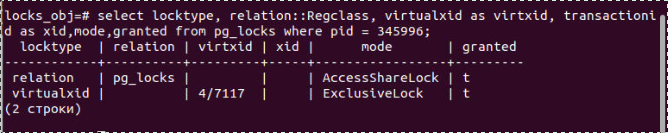 locks_obj=# select locktype, relation::Regclass, virtualxid as virtxid, transactioni
d as xid,mode,granted from pg_locks where pid = 345996;
  locktype  | relation | virtxid | xid |      mode       | granted
------------+----------+---------+-----+-----------------+---------
 relation   | pg_locks |         |     | AccessShareLock | t
 virtualxid |          | 4/7117  |     | ExclusiveLock   | t
(2 строки)